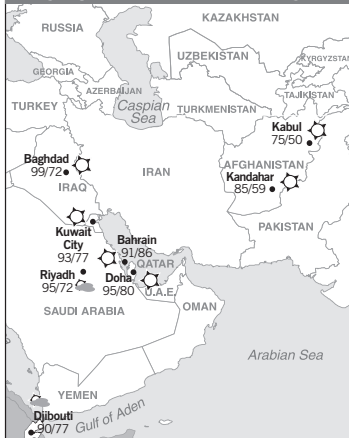 RUSSIA
KAZAKHSTAN
UZBEKISTAN
KYRGYZSTAN
GEORGIA
AZERBAIJAN
TAJIKISTAN
TURKEY
Caspian
Sea
TURKMENISTAN
Kabul
75/50
Baghdad
99/72
IRAN
AFGHANISTAN
Kandahar
85/59
IRAQ
PAKISTAN
Kuwait
City
93/77
Bahrain
91/86
QATAR
Riyadh
95/72
Doha
95/80
U.A.E.
OMAN
SAUDI ARABIA
Arabian Sea
YEMEN
Djibouti
90/77
Gulf of Aden